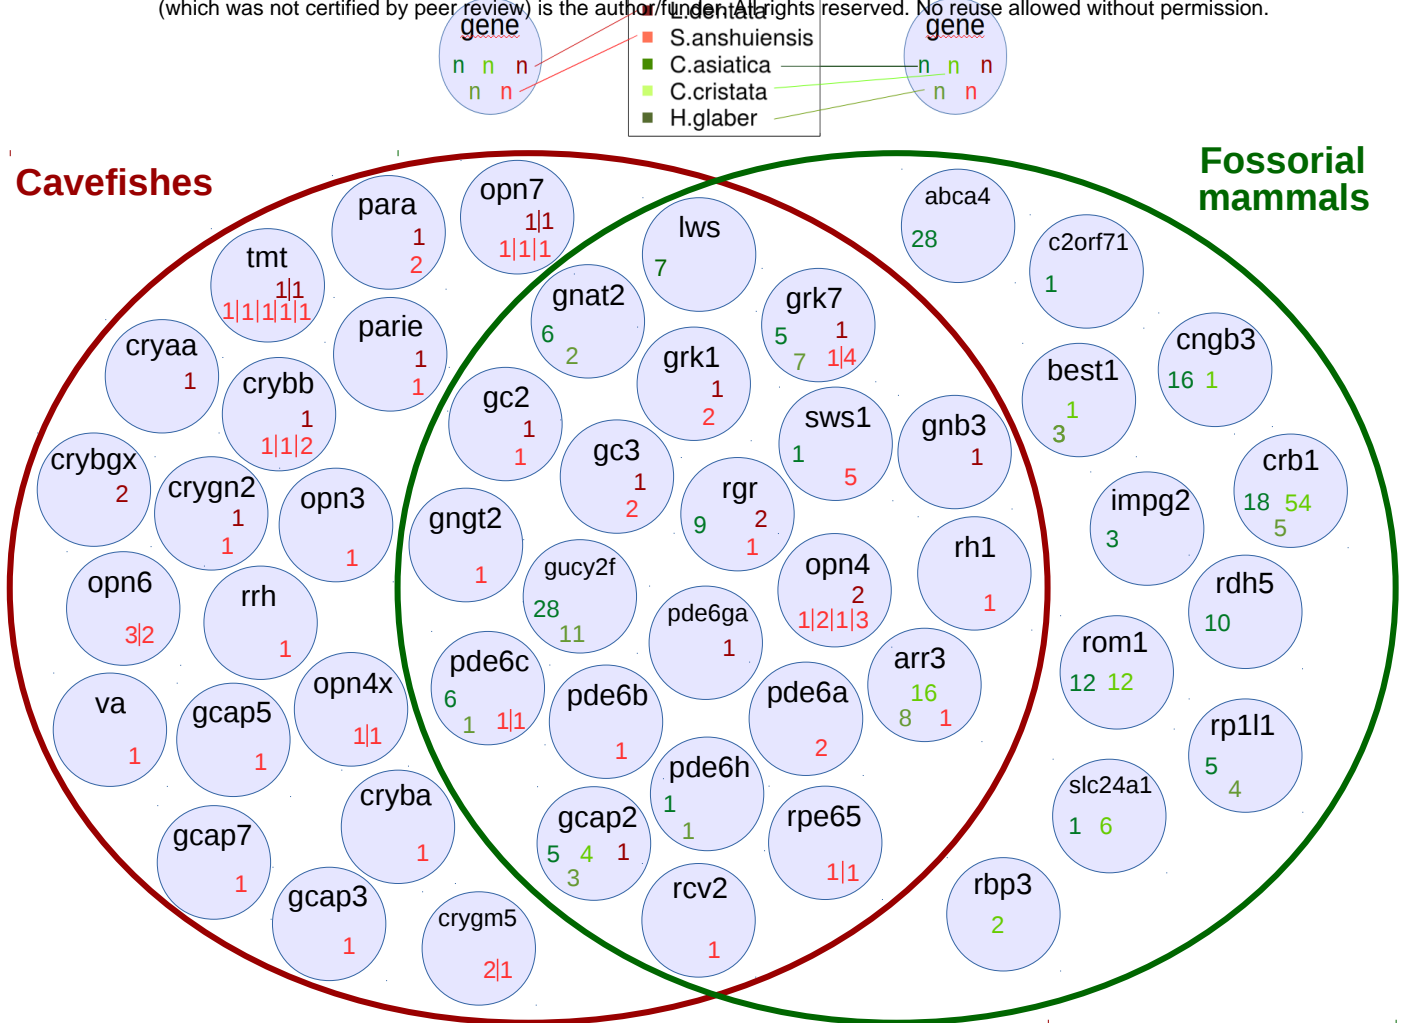 (which was not certified by peer review) is the author/funder. All rights reserved. No reuse allowed without permission.
gene
n n n
n n
L.dentata
S.anshuiensis
C.asiatica
C.cristata
H.glaber
gene
n n n
n n
Cavefishes
Fossorial
mammals
opn7
1|1
1|1|1
para
1
2
tmt
1|1
1|1|1|1|1
parie
1
1
cryaa
1
crybb
1
1|1|2
crybgx
2
crygn2
1
1
opn3
1
opn6
3|2
rrh
1
opn4x
1|1
va
1
gcap5
1
cryba
1
gcap7
1
gcap3
1
crygm5
2|1
lws
7
gnat2
6
2
grk7
5 1
7 1|4
grk1
1
2
gc2
1
1
sws1
1
5
gnb3
1
gc3
1
2
rgr
9 2
1
gngt2
1
gucy2f
28
11
opn4
2
1|2|1|3
rh1
1
pde6ga
1
pde6c
6
1 1|1
pde6b
1
pde6a
2
arr3
16
8 1
pde6h
1
1
gcap2
5 4 1
3
rpe65
1|1
rcv2
1
abca4
28
c2orf71
1
cngb3
16 1
best1
1
3
crb1
18 54
5
impg2
3
rdh5
10
rom1
12 12
rp1l1
5
4
slc24a1
1 6
rbp3
2